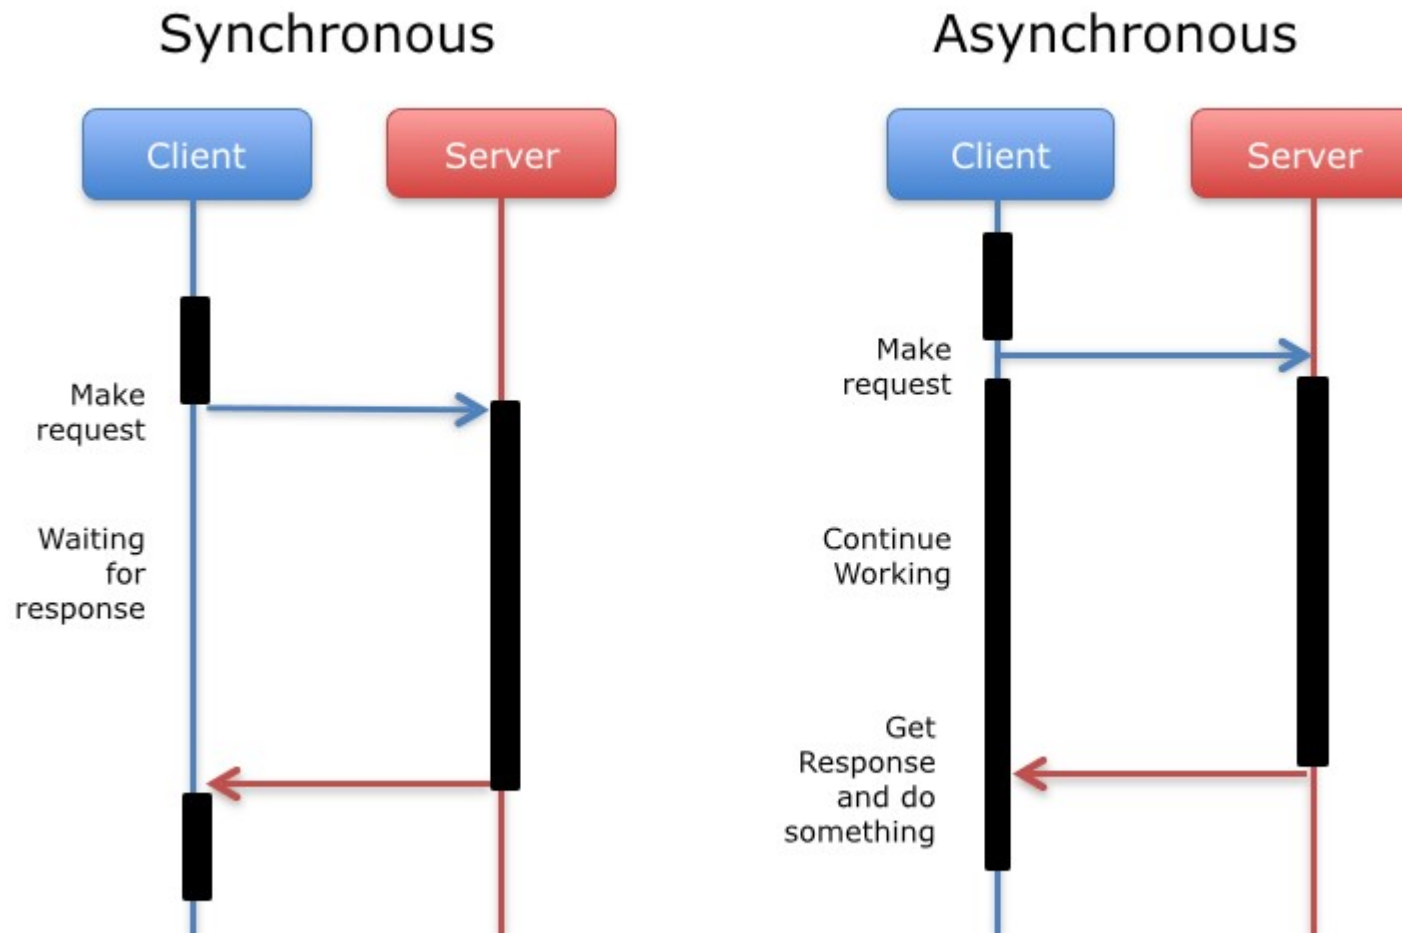 Synchronous
Asynchronous
Client
Server
Client
Server
Make
request
Waiting
for
response
Make
request
Continue
Working
Get
Response
and do
something